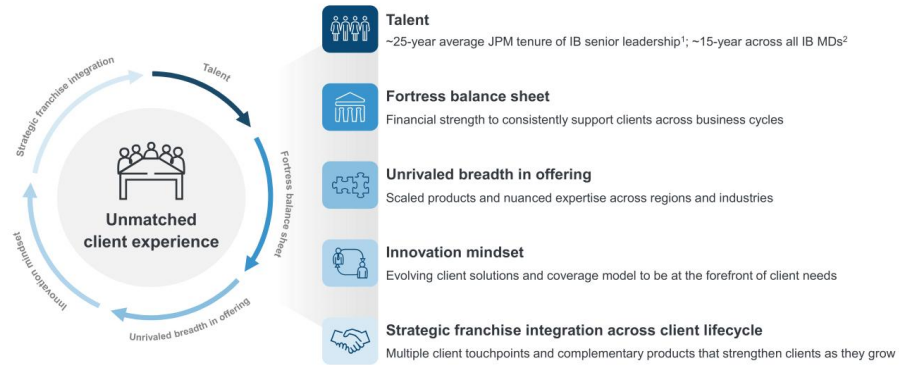 Strategic franchise integration
Talent
Fortress balance sheet
Unrivaled breadth in offering
Innovation mindset
Unmatched
client experience
Talent
~25-year average JPM tenure of IB senior leadership¹; ~15-year across all IB MDs²
Fortress balance sheet
Financial strength to consistently support clients across business cycles
Unrivaled breadth in offering
Scaled products and nuanced expertise across regions and industries
Innovation mindset
Evolving client solutions and coverage model to be at the forefront of client needs
Strategic franchise integration across client lifecycle
Multiple client touchpoints and complementary products that strengthen clients as they grow